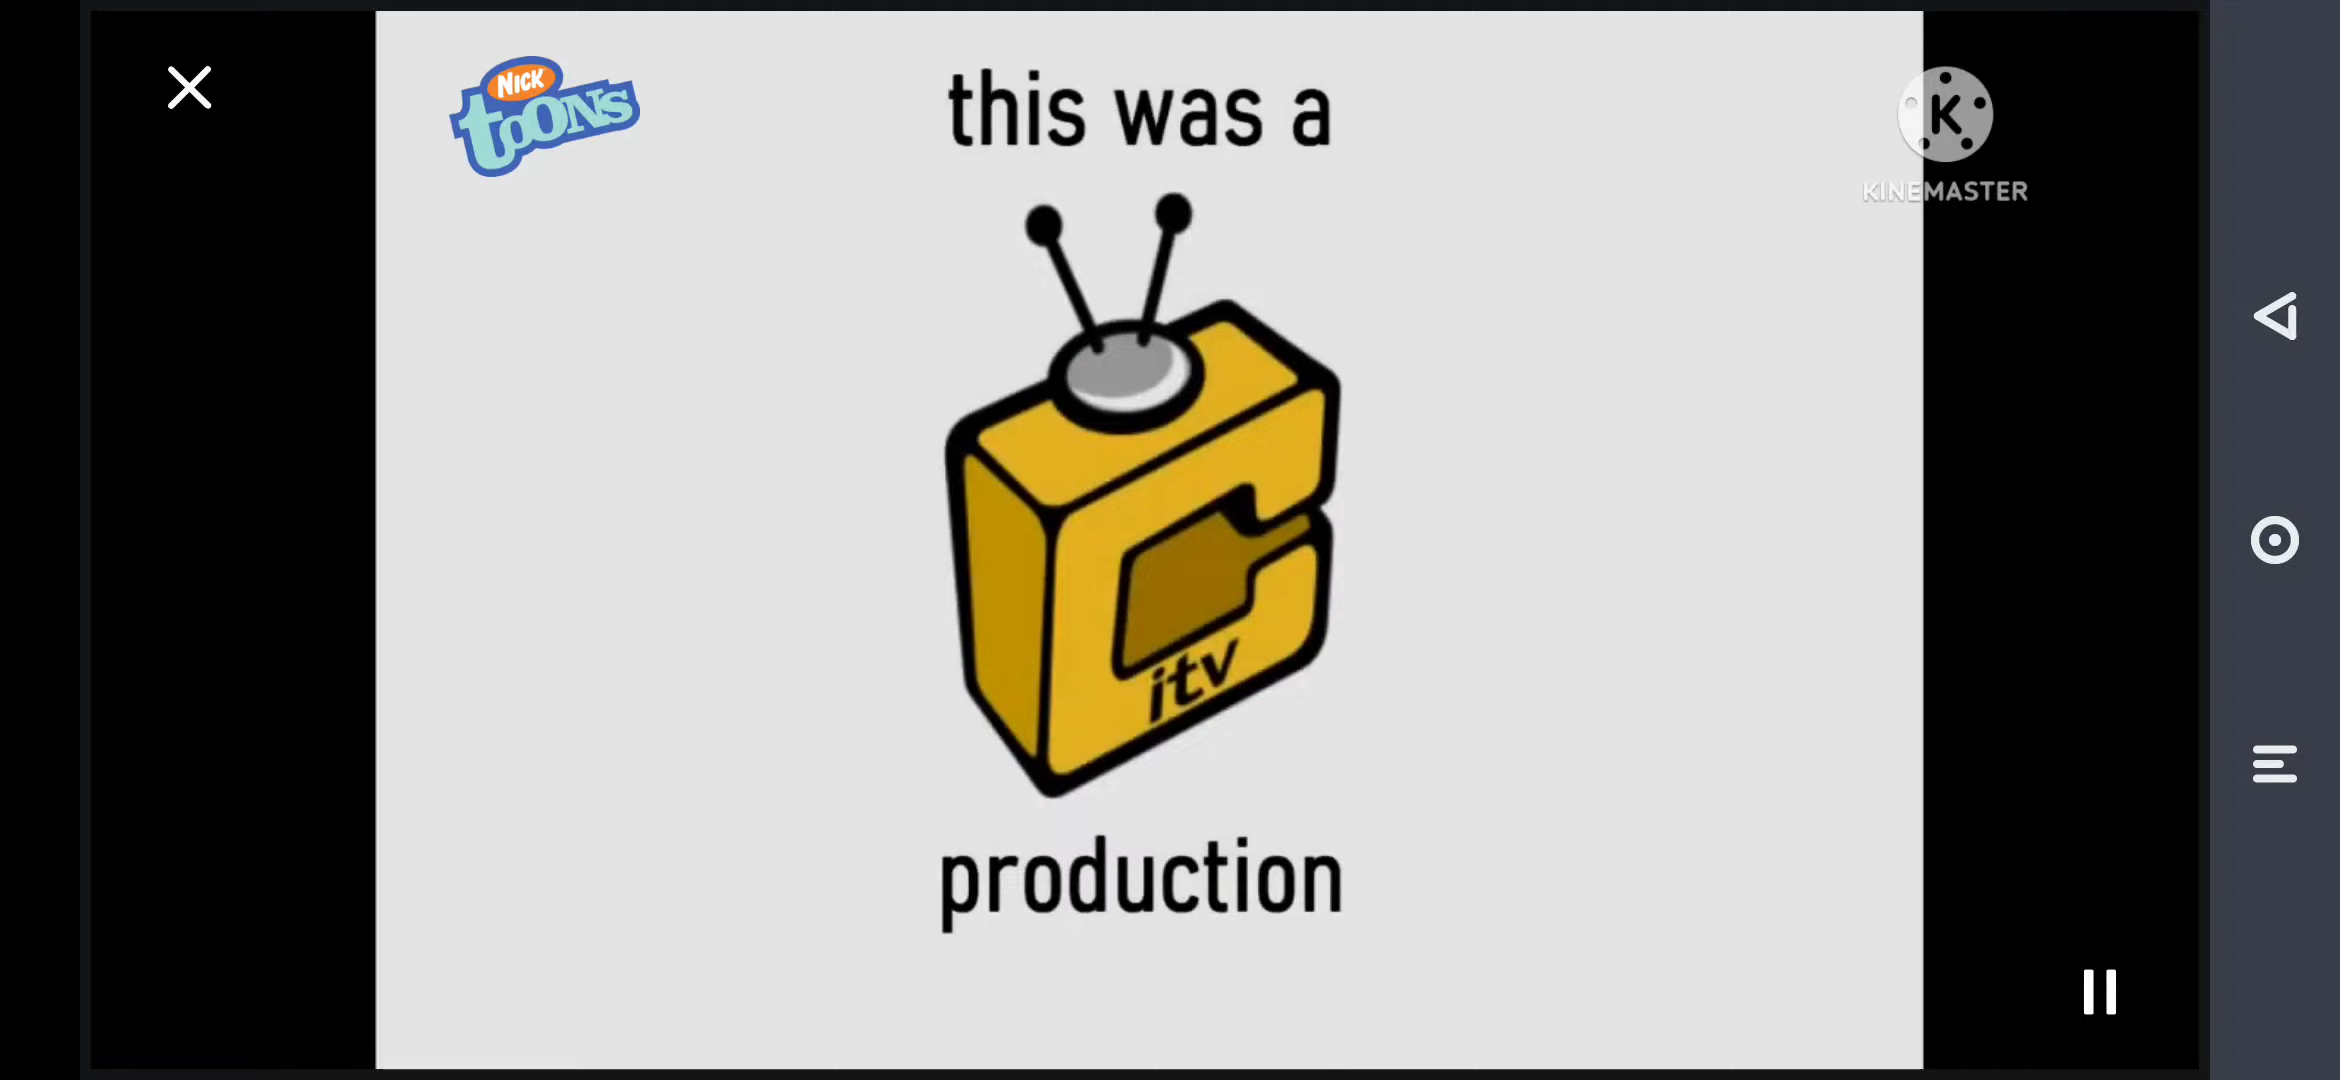 NICK
toons
this was a
K
KINEMASTER
itv
production